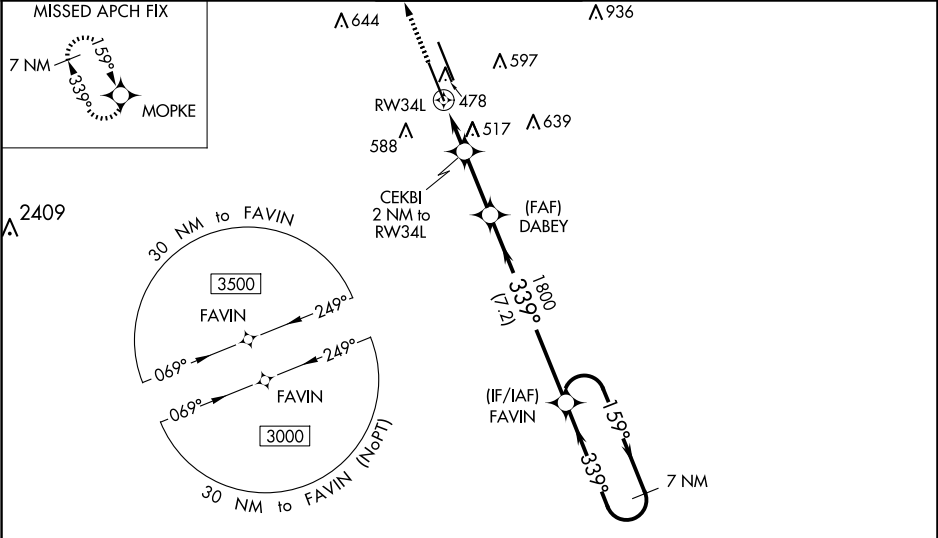 MISSED APCH FIX
7 NM
159°
339°
MOPKE
644
936
597
RW34L
478
588
517
639
CEKBI
2 NM to
RW34L
(FAF)
DABEY
2409
30 NM to FAVIN
3500
FAVIN
249°
069°
249°
069°
FAVIN
3000
30 NM to FAVIN (NoPT)
1800
339°
(7.2)
(IF/IAF)
FAVIN
159°
339°
7 NM